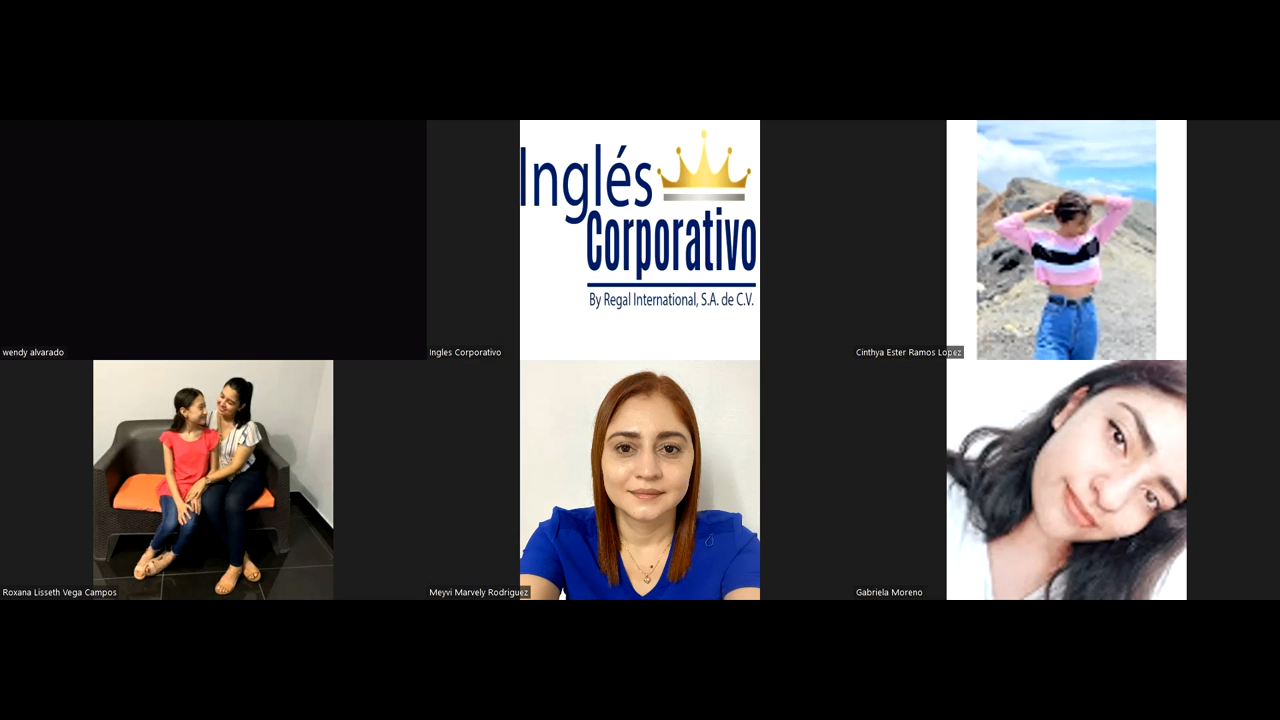 Inglés
Corporativo
By Regal International, S.A. de C.V.
wendy alvarado
Ingles Corporativo
Cinthya Ester Ramos Lopez
Roxana Lisseth Vega Campos
Meyvi Marvely Rodriguez
Gabriela Moreno